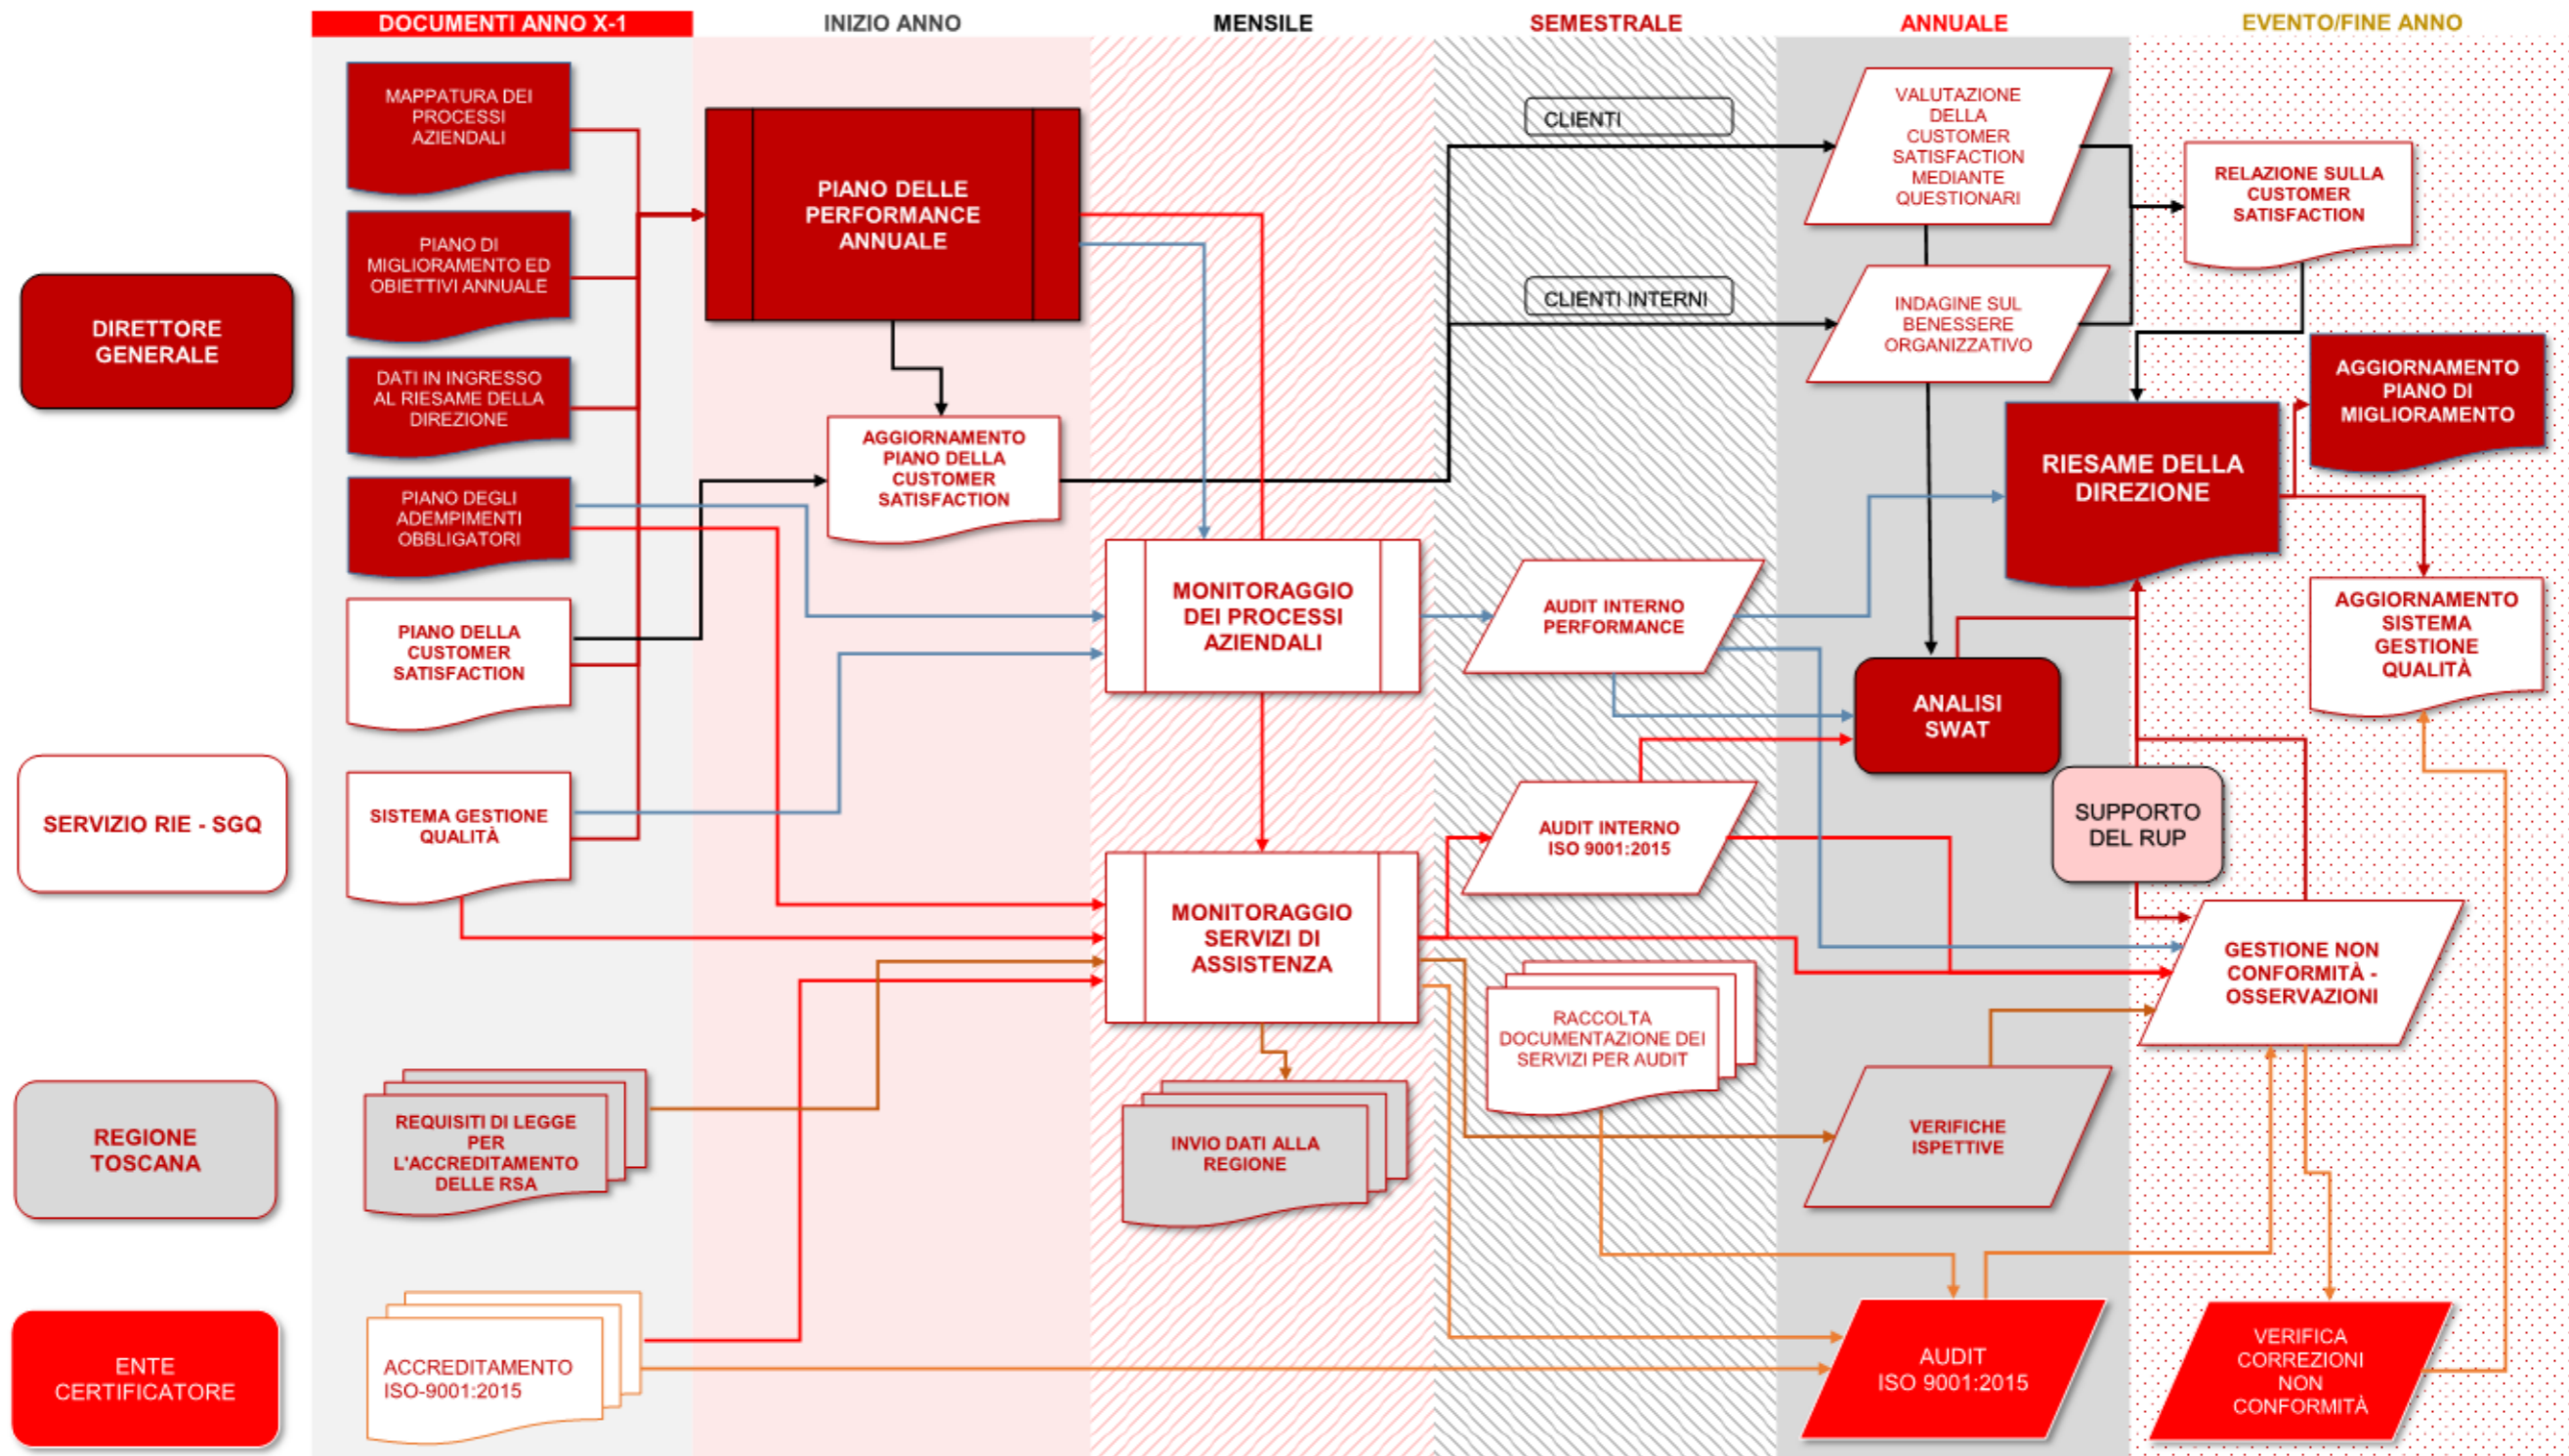 DOCUMENTI ANNO X-1
INIZIO ANNO
MENSILE
SEMESTRALE
ANNUALE
EVENTO/FINE ANNO
DIRETTORE
GENERALE
SERVIZIO RIE - SGQ
REGIONE
TOSCANA
ENTE
CERTIFICATORE
MAPPATURA DEI
PROCESSI
AZIENDALI
PIANO DI
MIGLIORAMENTO ED
OBIETTIVI ANNUALE
DATI IN INGRESSO
AL RIESAME DELLA
DIREZIONE
PIANO DEGLI
ADEMPIMENTI
OBBLIGATORI
PIANO DELLA
CUSTOMER
SATISFACTION
SISTEMA GESTIONE
QUALITÀ
REQUISITI DI LEGGE
PER
L'ACCREDITAMENTO
DELLE RSA
ACCREDITAMENTO
ISO-9001:2015
PIANO DELLE
PERFORMANCE
ANNUALE
AGGIORNAMENTO
PIANO DELLA
CUSTOMER
SATISFACTION
MONITORAGGIO
DEI PROCESSI
AZIENDALI
MONITORAGGIO
SERVIZI DI
ASSISTENZA
INVIO DATI ALLA
REGIONE
CLIENTI
CLIENTI INTERNI
AUDIT INTERNO
PERFORMANCE
AUDIT INTERNO
ISO 9001:2015
RACCOLTA
DOCUMENTAZIONE DEI
SERVIZI PER AUDIT
VALUTAZIONE
DELLA
CUSTOMER
SATISFACTION
MEDIANTE
QUESTIONARI
INDAGINE SUL
BENESSERE
ORGANIZZATIVO
RIESAME DELLA
DIREZIONE
ANALISI
SWAT
SUPPORTO
DEL RUP
VERIFICHE
ISPETTIVE
AUDIT
ISO 9001:2015
RELAZIONE SULLA
CUSTOMER
SATISFACTION
AGGIORNAMENTO
PIANO DI
MIGLIORAMENTO
AGGIORNAMENTO
SISTEMA
GESTIONE
QUALITÀ
GESTIONE NON
CONFORMITÀ -
OSSERVAZIONI
VERIFICA
CORREZIONI
NON
CONFORMITÀ